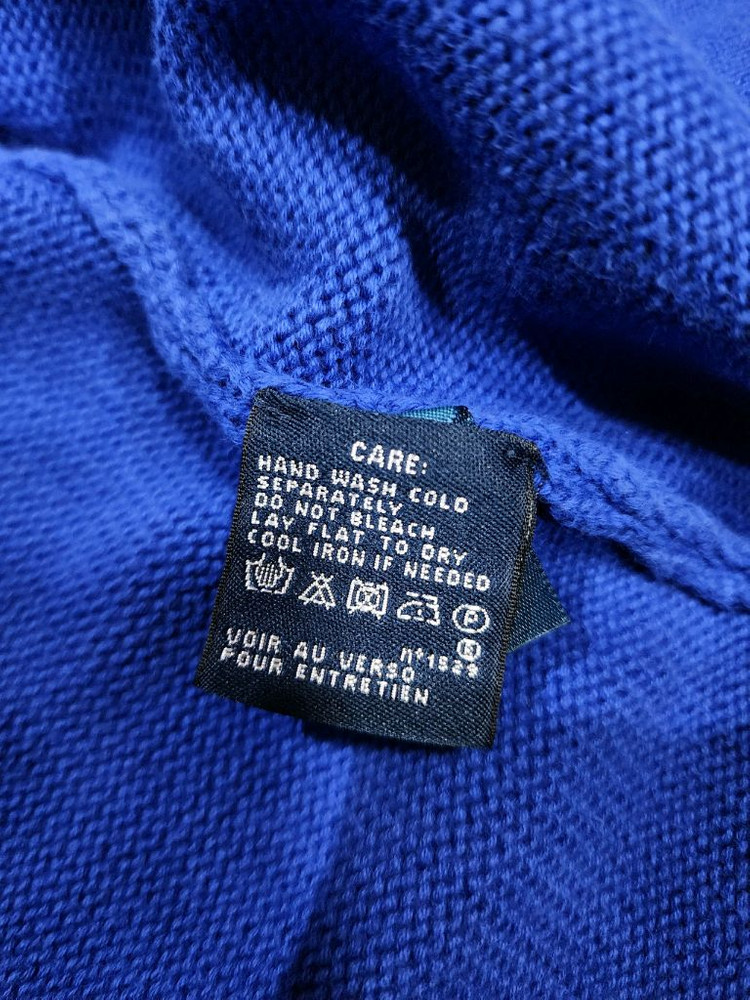 CARE:
HAND WASH COLD
SEPARATELY
DO NOT BLEACH
LAY FLAT TO DRY
COOL IRON IF NEEDED
P
VOIR AU VERSO
POUR ENTRETIEN